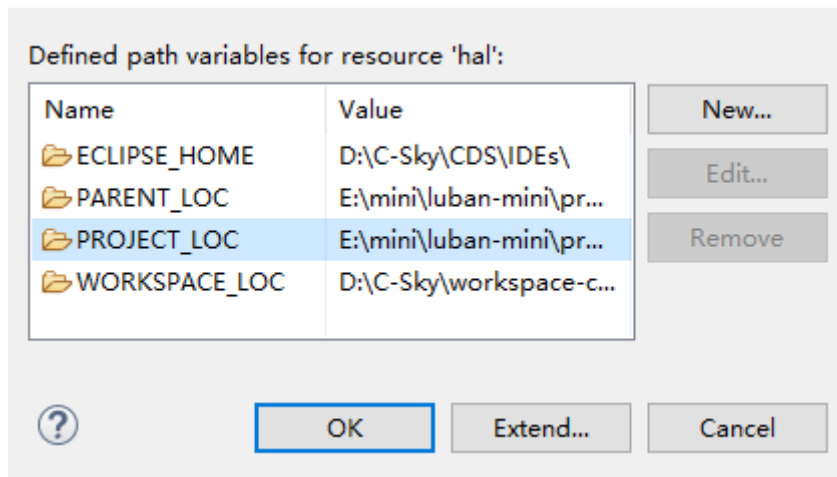 Defined path variables for resource 'hal':
Name Value
ECLIPSE_HOME D:\C-Sky\CDS\IDEs\
PARENT_LOC E:\mini\luban-mini\pr...
PROJECT_LOC E:\mini\luban-mini\pr...
WORKSPACE_LOC D:\C-Sky\workspace-c...
New...
Edit...
Remove
?
OK Extend... Cancel